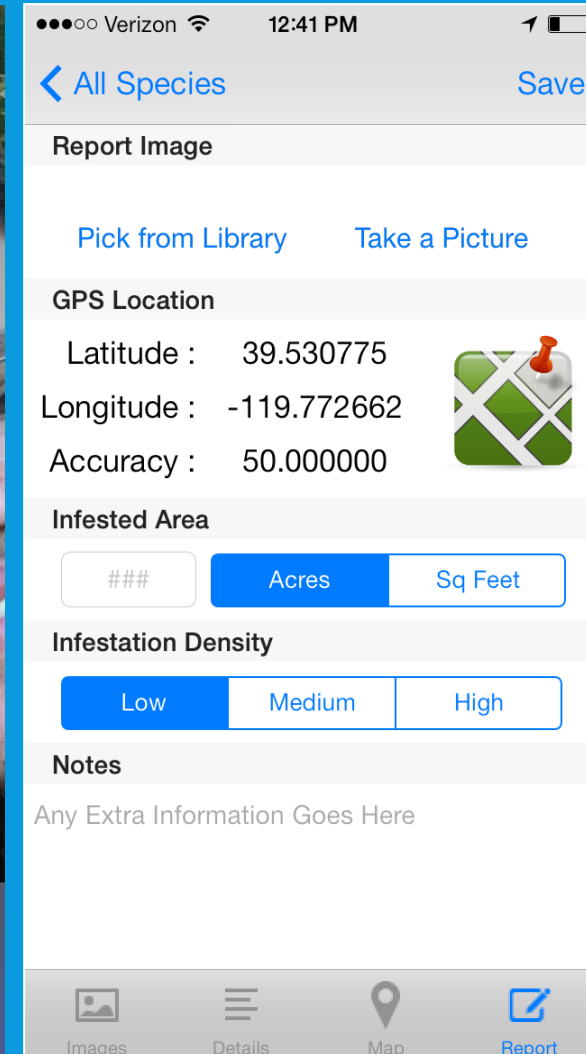 Verizon 12:41 PM
All Species Save
Report Image
Pick from Library Take a Picture
GPS Location
Latitude : 39.530775
Longitude : -119.772662
Accuracy : 50.000000
Infested Area
### Acres Sq Feet
Infestation Density
Low Medium High
Notes
Any Extra Information Goes Here
Images Details Map Report